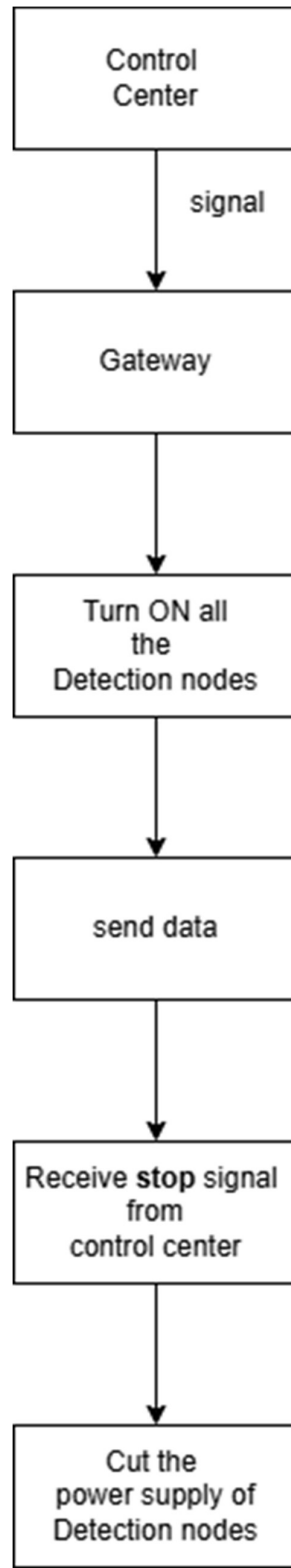 Control
Center
signal
Gateway
Turn ON all
the
Detection nodes
send data
Receive stop signal
from
control center
Cut the
power supply of
Detection nodes